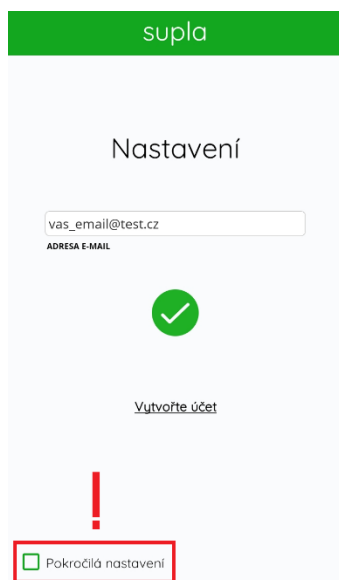 supla
Nastavení
vas_email@test.cz
ADRESA E-MAIL
Vytvořte účet
!
Pokročilá nastavení